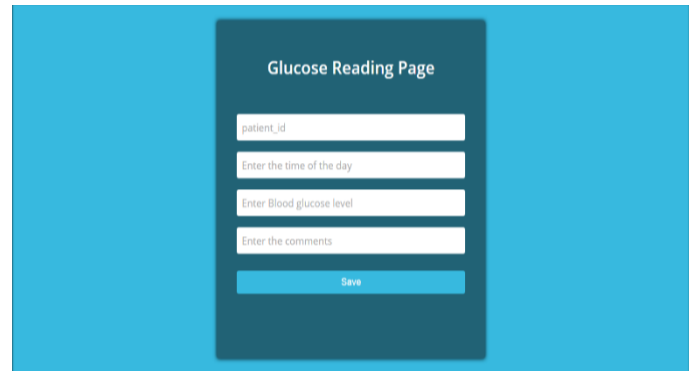 Glucose Reading Page
patient_id
Enter the time of the day
Enter Blood glucose level
Enter the comments
Save